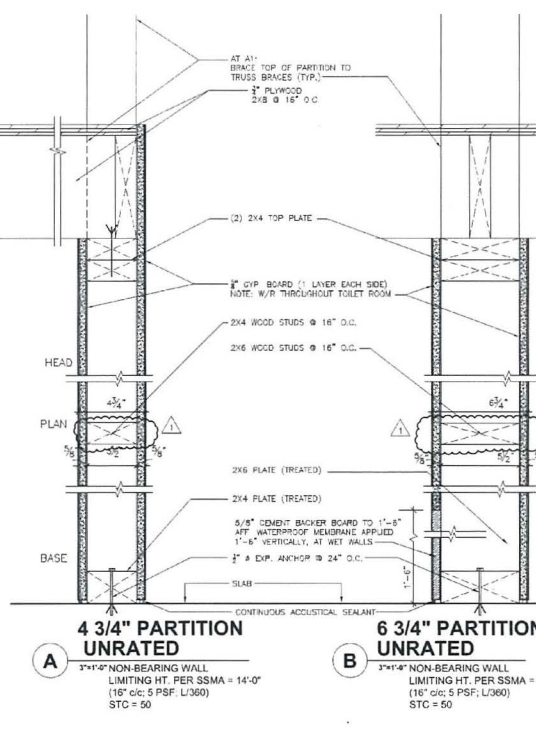 AT A1:
BRACE TOP OF PARTITION TO
TRUSS BRACES (TYP.)
PLYWOOD
2X8 @ 16" O.C.
(2) 2X4 TOP PLATE
GYP. BOARD (1 LAYER EACH SIDE)
NOTE: W/R THROUGHOUT TOILET ROOM
2X4 WOOD STUDS @ 16" O.C.
2X6 WOOD STUDS @ 16" O.C.
HEAD
4¾"
6¾"
PLAN
1
1
5/8
5/8"
5/8
5½"
2X6 PLATE (TREATED)
2X4 PLATE (TREATED)
5/8" CEMENT BACKER BOARD TO 1'-6"
AFF WATERPROOF MEMBRANE APPLIED
1'-6" VERTICALLY, AT WET WALLS
1'-6"
BASE
EXP. ANCHOR @ 24" O.C.
SLAB
CONTINUOUS ACCUSTICAL SEALANT
4 3/4" PARTITION
UNRATED
A
3"=1'-0" NON-BEARING WALL
LIMITING HT. PER SSMA = 14'-0"
(16" c/c; 5 PSF; L/360)
STC = 50
6 3/4" PARTITION
UNRATED
B
3"=1'-0" NON-BEARING WALL
LIMITING HT. PER SSMA =
(16" c/c; 5 PSF; L/360)
STC = 50